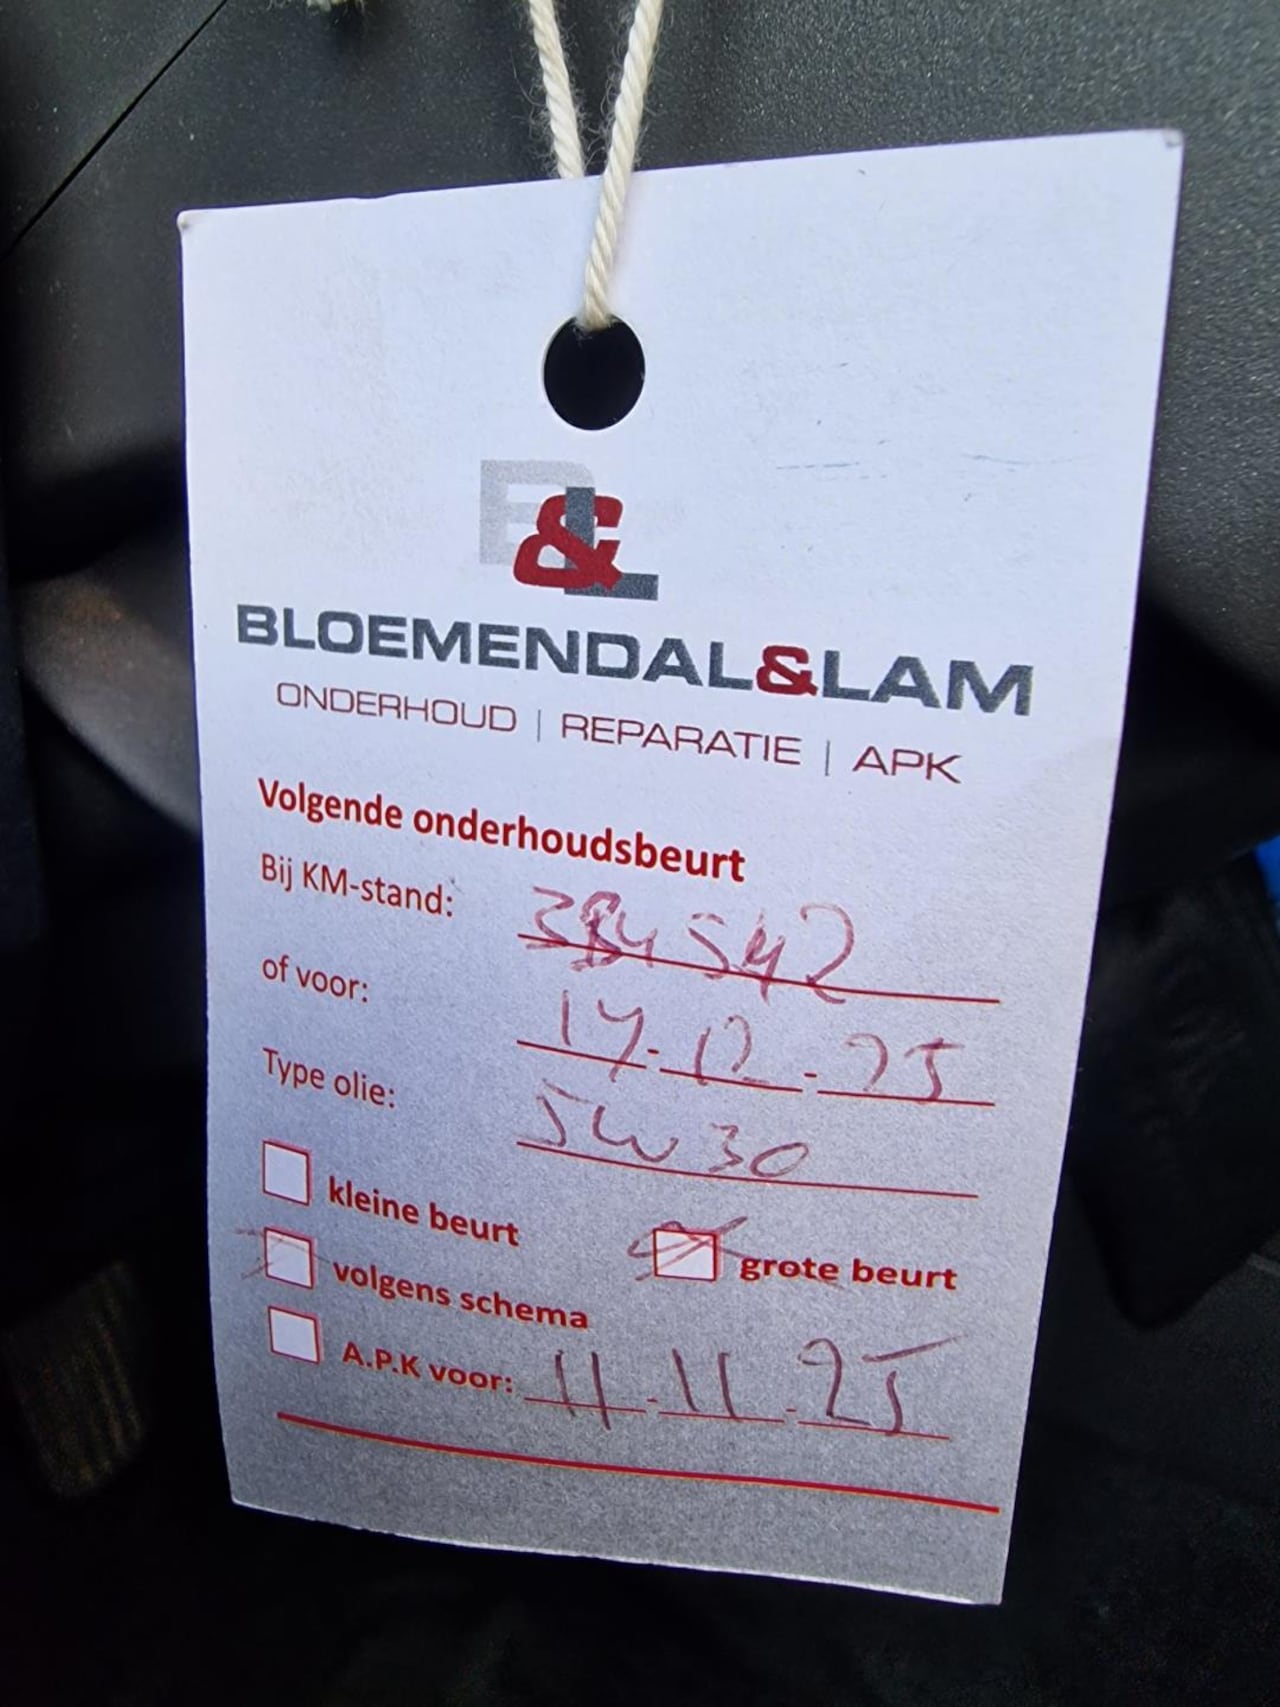 B&L
BLOEMENDAL&LAM
ONDERHOUD | REPARATIE | APK
Volgende onderhoudsbeurt
Bij KM-stand: 384542
of voor: 14-12-25
Type olie: 5W30
kleine beurt
grote beurt
volgens schema
A.P.K voor: 11-11-25